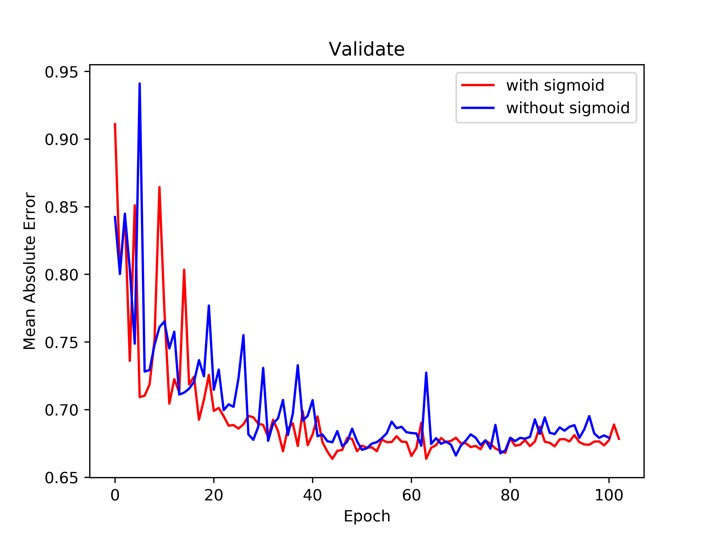 Validate
with sigmoid
without sigmoid
Mean Absolute Error
0.95
0.90
0.85
0.80
0.75
0.70
0.65
0 20 40 60 80 100
Epoch